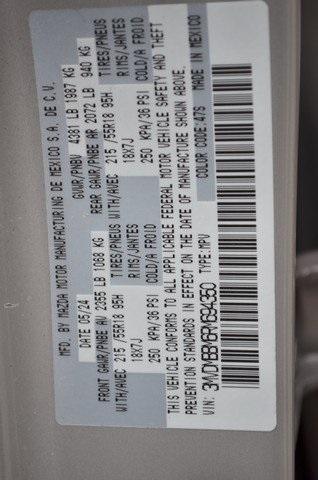 MFD. BY MAZDA MOTOR MANUFACTURING DE MEXICO S.A. DE C.V.
DATE 05/24 GVWR/PNBV 4381 LB 1987 KG
FRONT GAWR/PNBE AV 2355 LB 1068 KG REAR GAWR/PNBE AR 2072 LB 940 KG
WITH/AVEC 215 /55R18 95H TIRES/PNEUS WITH/AVEC 215 /55R18 95H TIRES/PNEUS
18X7J RIMS/JANTES 18X7J RIMS/JANTES
250 KPA/36 PSI COLD/A FROID 250 KPA/36 PSI COLD/A FROID
THIS VEHICLE CONFORMS TO ALL APPLICABLE FEDERAL MOTOR VEHICLE SAFETY AND THEFT
PREVENTION STANDARDS IN EFFECT ON THE DATE OF MANUFACTURE SHOWN ABOVE.
VIN: TYPE: MPV COLOR CODE: 47S MADE IN MEXICO